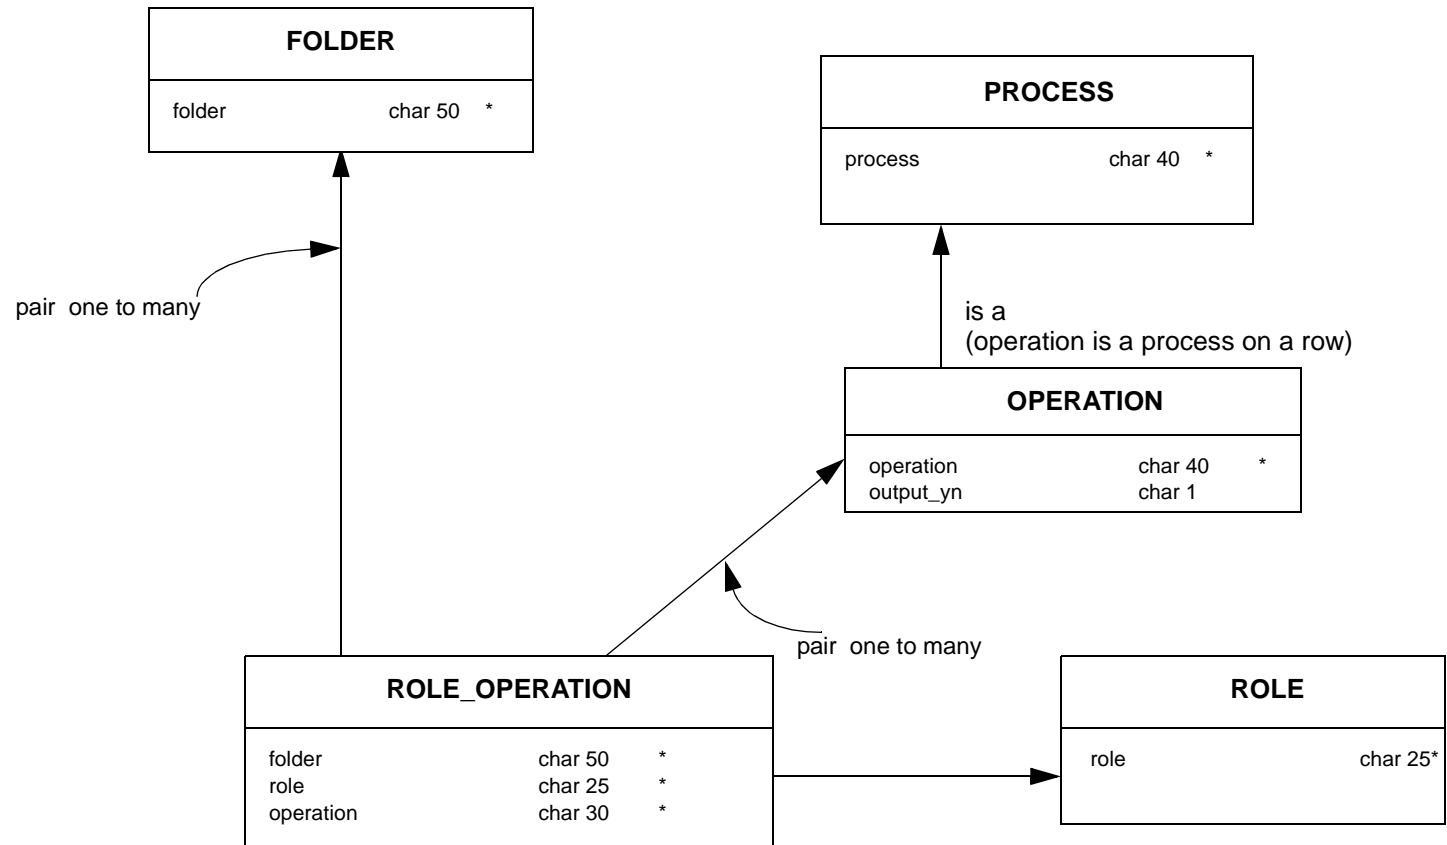 FOLDER
folder char 50 *
PROCESS
process char 40 *
pair one to many
is a
(operation is a process on a row)
OPERATION
operation char 40 *
output_yn char 1
pair one to many
ROLE_OPERATION
folder char 50 *
role char 25 *
operation char 30 *
ROLE
role char 25*